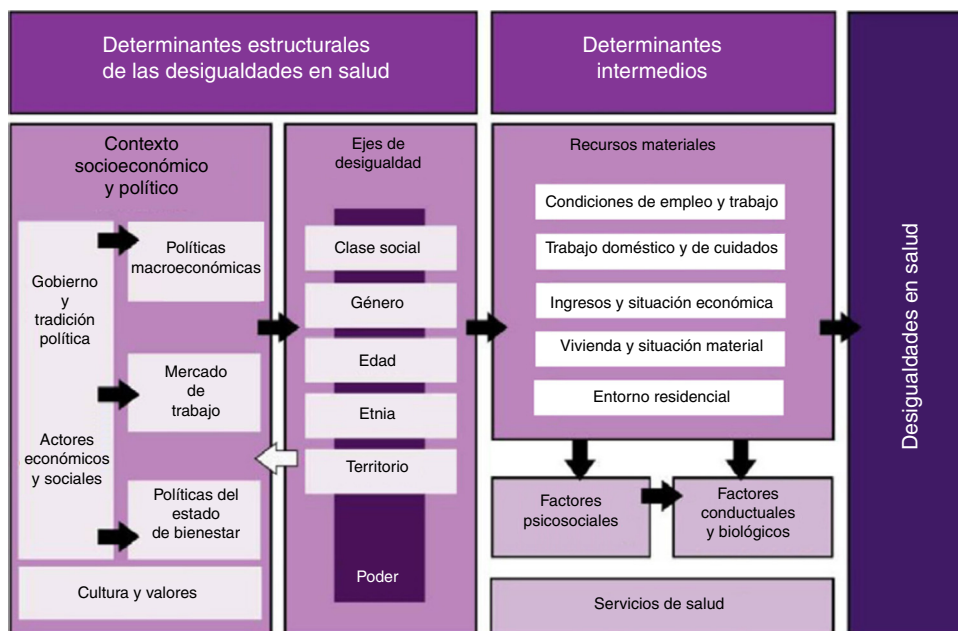 Determinantes estructurales
de las desigualdades en salud
Determinantes
intermedios
Contexto
socioeconómico
y político
Gobierno
y
tradición
política
Actores
económicos
y sociales
Políticas
macroeconómicas
Mercado
de
trabajo
Políticas del
estado
de bienestar
Cultura y valores
Ejes de
desigualdad
Clase social
Género
Edad
Etnia
Territorio
Poder
Recursos materiales
Condiciones de empleo y trabajo
Trabajo doméstico y de cuidados
Ingresos y situación económica
Vivienda y situación material
Entorno residencial
Factores
psicosociales
Factores
conductuales
y biológicos
Servicios de salud
Desigualdades en salud